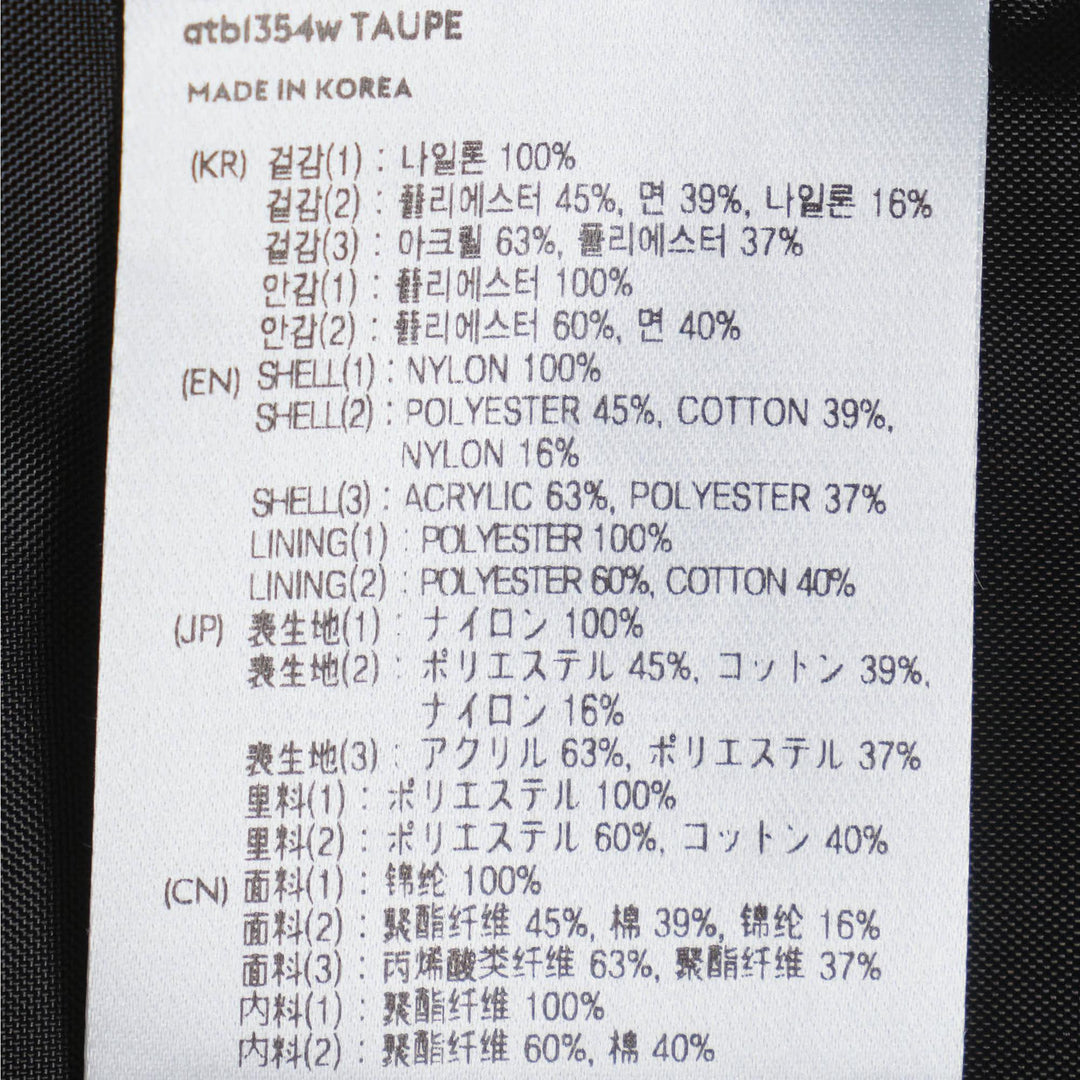 atb1354w TAUPE
MADE IN KOREA
(KR) 겉감(1) : 나일론 100%
겉감(2) : 폴리에스터 45%, 면 39%, 나일론 16%
겉감(3) : 아크릴 63%, 폴리에스터 37%
안감(1) : 폴리에스터 100%
안감(2) : 폴리에스터 60%, 면 40%
(EN) SHELL(1) : NYLON 100%
SHELL(2) : POLYESTER 45%, COTTON 39%,
NYLON 16%
SHELL(3) : ACRYLIC 63%, POLYESTER 37%
LINING(1) : POLYESTER 100%
LINING(2) : POLYESTER 60%, COTTON 40%
(JP) 表生地(1) : ナイロン 100%
表生地(2) : ポリエステル 45%, コットン 39%,
ナイロン 16%
表生地(3) : アクリル 63%, ポリエステル 37%
里料(1) : ポリエステル 100%
里料(2) : ポリエステル 60%, コットン 40%
(CN) 面料(1) : 锦纶 100%
面料(2) : 聚酯纤维 45%, 棉 39%, 锦纶 16%
面料(3) : 丙烯酸类纤维 63%, 聚酯纤维 37%
内料(1) : 聚酯纤维 100%
内料(2) : 聚酯纤维 60%, 棉 40%